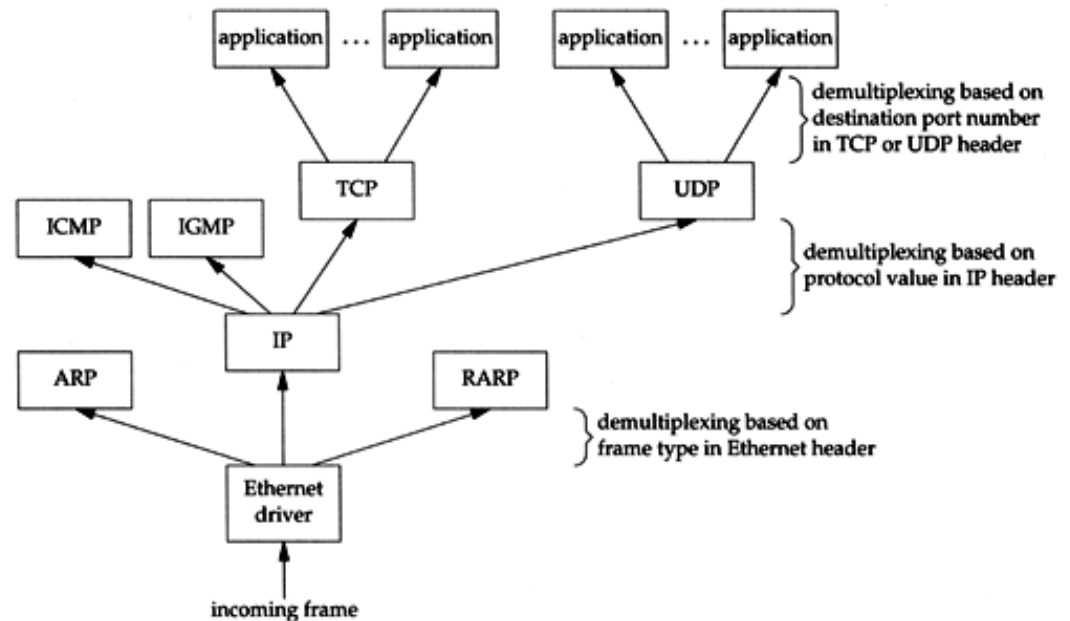 application ... application application ... application
demultiplexing based on
destination port number
in TCP or UDP header
TCP UDP
ICMP IGMP
demultiplexing based on
protocol value in IP header
IP
ARP RARP
demultiplexing based on
frame type in Ethernet header
Ethernet
driver
incoming frame